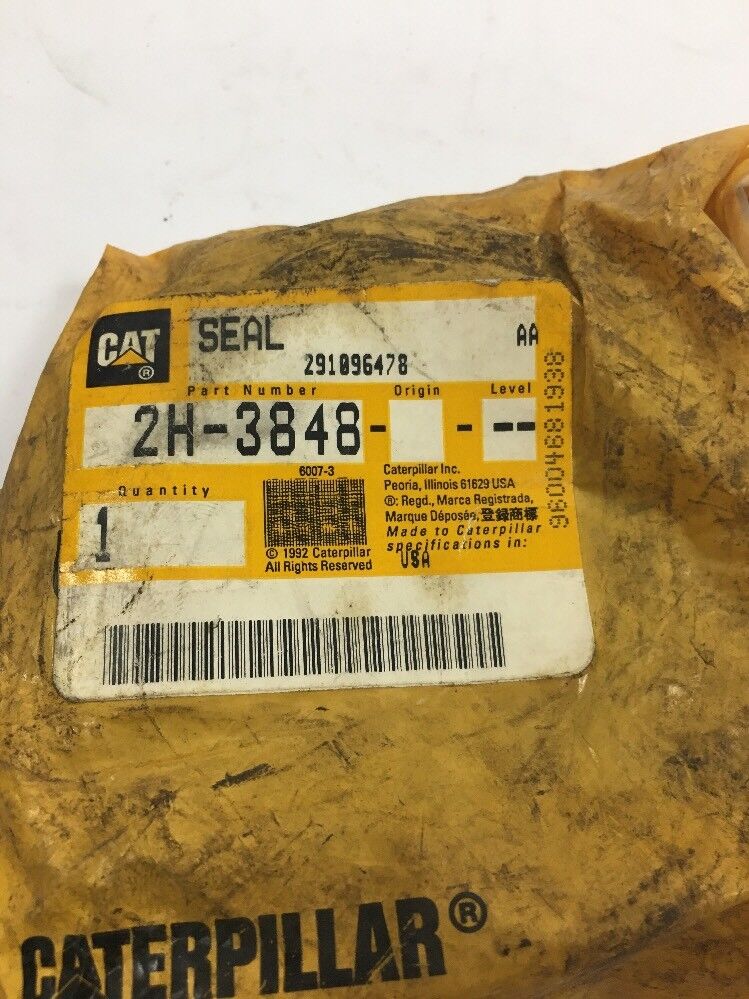 CAT ®
SEAL
AA
291096478
Part Number Origin Level
2H-3848- - --
Quantity
1
6007-3
© 1992 Caterpillar
All Rights Reserved
Caterpillar Inc.
Peoria, Illinois 61629 USA
®: Regd., Marca Registrada,
Marque Déposée, 登録商標
Made to Caterpillar
specifications in:
USA
96004681938
CATERPILLAR®